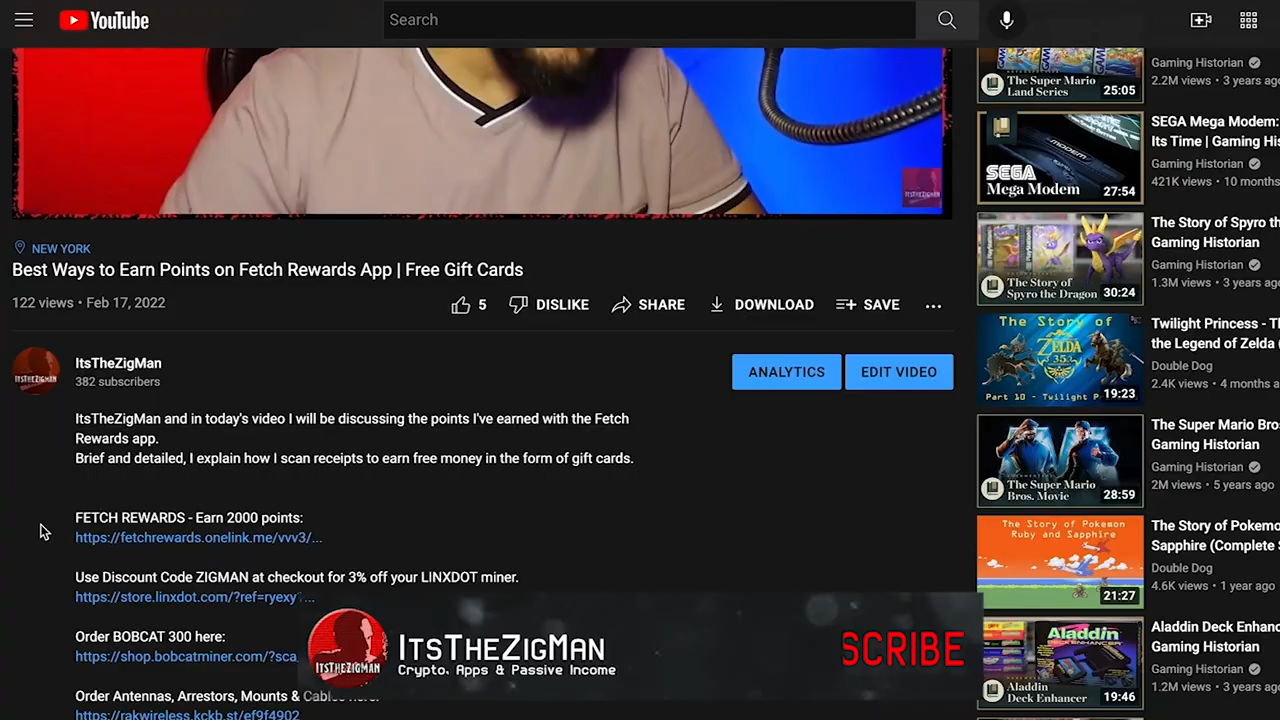 YouTube
Search
NEW YORK
Best Ways to Earn Points on Fetch Rewards App | Free Gift Cards
122 views • Feb 17, 2022
5
DISLIKE
SHARE
DOWNLOAD
SAVE
ItsTheZigMan
382 subscribers
ANALYTICS
EDIT VIDEO
ItsTheZigMan and in today's video I will be discussing the points I've earned with the Fetch
Rewards app.
Brief and detailed, I explain how I scan receipts to earn free money in the form of gift cards.
FETCH REWARDS - Earn 2000 points:
https://fetchrewards.onelink.me/vvv3/...
Use Discount Code ZIGMAN at checkout for 3% off your LINXDOT miner.
https://store.linxdot.com/?ref=ryexy ...
Order BOBCAT 300 here:
https://shop.bobcatminer.com/?sca
Order Antennas, Arrestors, Mounts &
https://rakwireless.kckb.st/ef9f4902
ITSTHEZIGMAN
ITSTHEZIGMAN
ITSTHEZIGMAN
ItsTheZigMan
Crypto, Apps & Passive Income
SCRIBE
The Super Mario
Land Series
25:05
Gaming Historian
2.2M views • 3 years ago
SEGA
Mega Modem
MODEM
27:54
SEGA Mega Modem:
Its Time | Gaming His
Gaming Historian
421K views • 10 months
The Story of
Spyro the Dragon
30:24
The Story of Spyro th
Gaming Historian
Gaming Historian
1.3M views • 3 years ag
The Story of
ZELDA
35
Part 10 - Twilight P
19:23
Twilight Princess - T
the Legend of Zelda (
Double Dog
2.4K views • 4 months a
The Super Mario
Bros. Movie
28:59
The Super Mario Bro
Gaming Historian
Gaming Historian
2M views • 5 years ago
The Story of Pokemon
Ruby and Sapphire
21:27
The Story of Pokemo
Sapphire (Complete S
Double Dog
4.6K views • 1 year ago
Aladdin
Aladdin
Deck Enhancer
19:46
Aladdin Deck Enhanc
Gaming Historian
Gaming Historian
1.2M views • 3 years ag